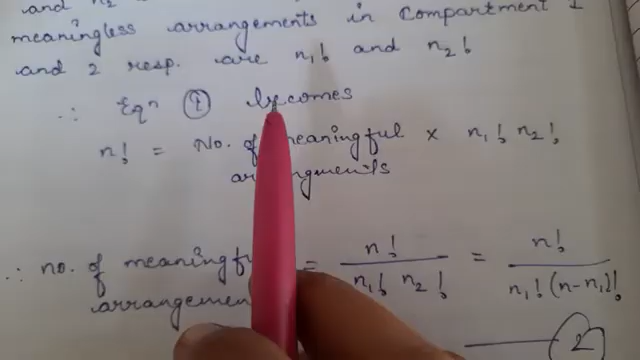 and n2
meaningless arrangements in Compartment 1
and 2 resp. are n1! and n2!
∴ Eqn ① becomes
n! = No. of meaningful × n1! n2!
arrangements
∴ no. of meaningful = n! / n1! n2! = n! / n1! (n-n1)!
arrangemen
②